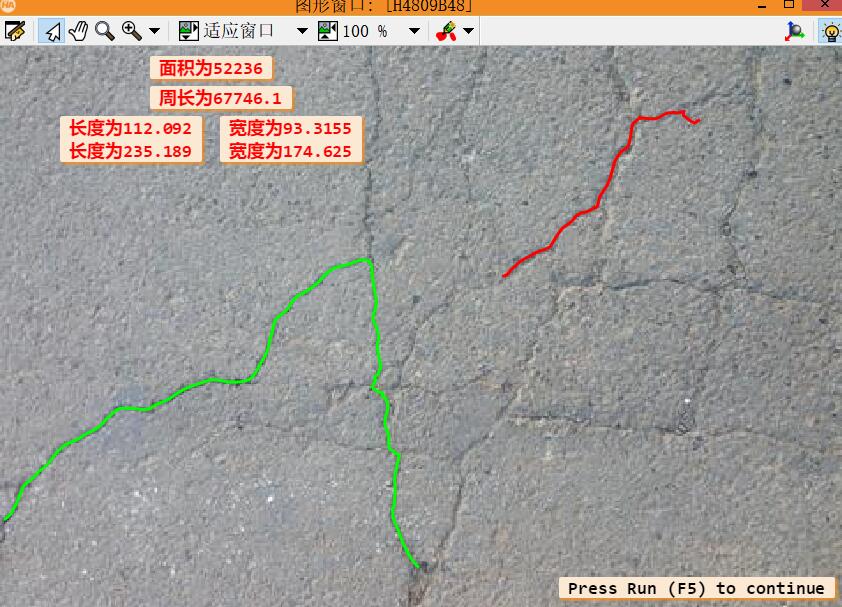 图形窗口: [H4809B48]
适应窗口
100 %
面积为52236
周长为67746.1
长度为112.092
长度为235.189
宽度为93.3155
宽度为174.625
Press Run (F5) to continue